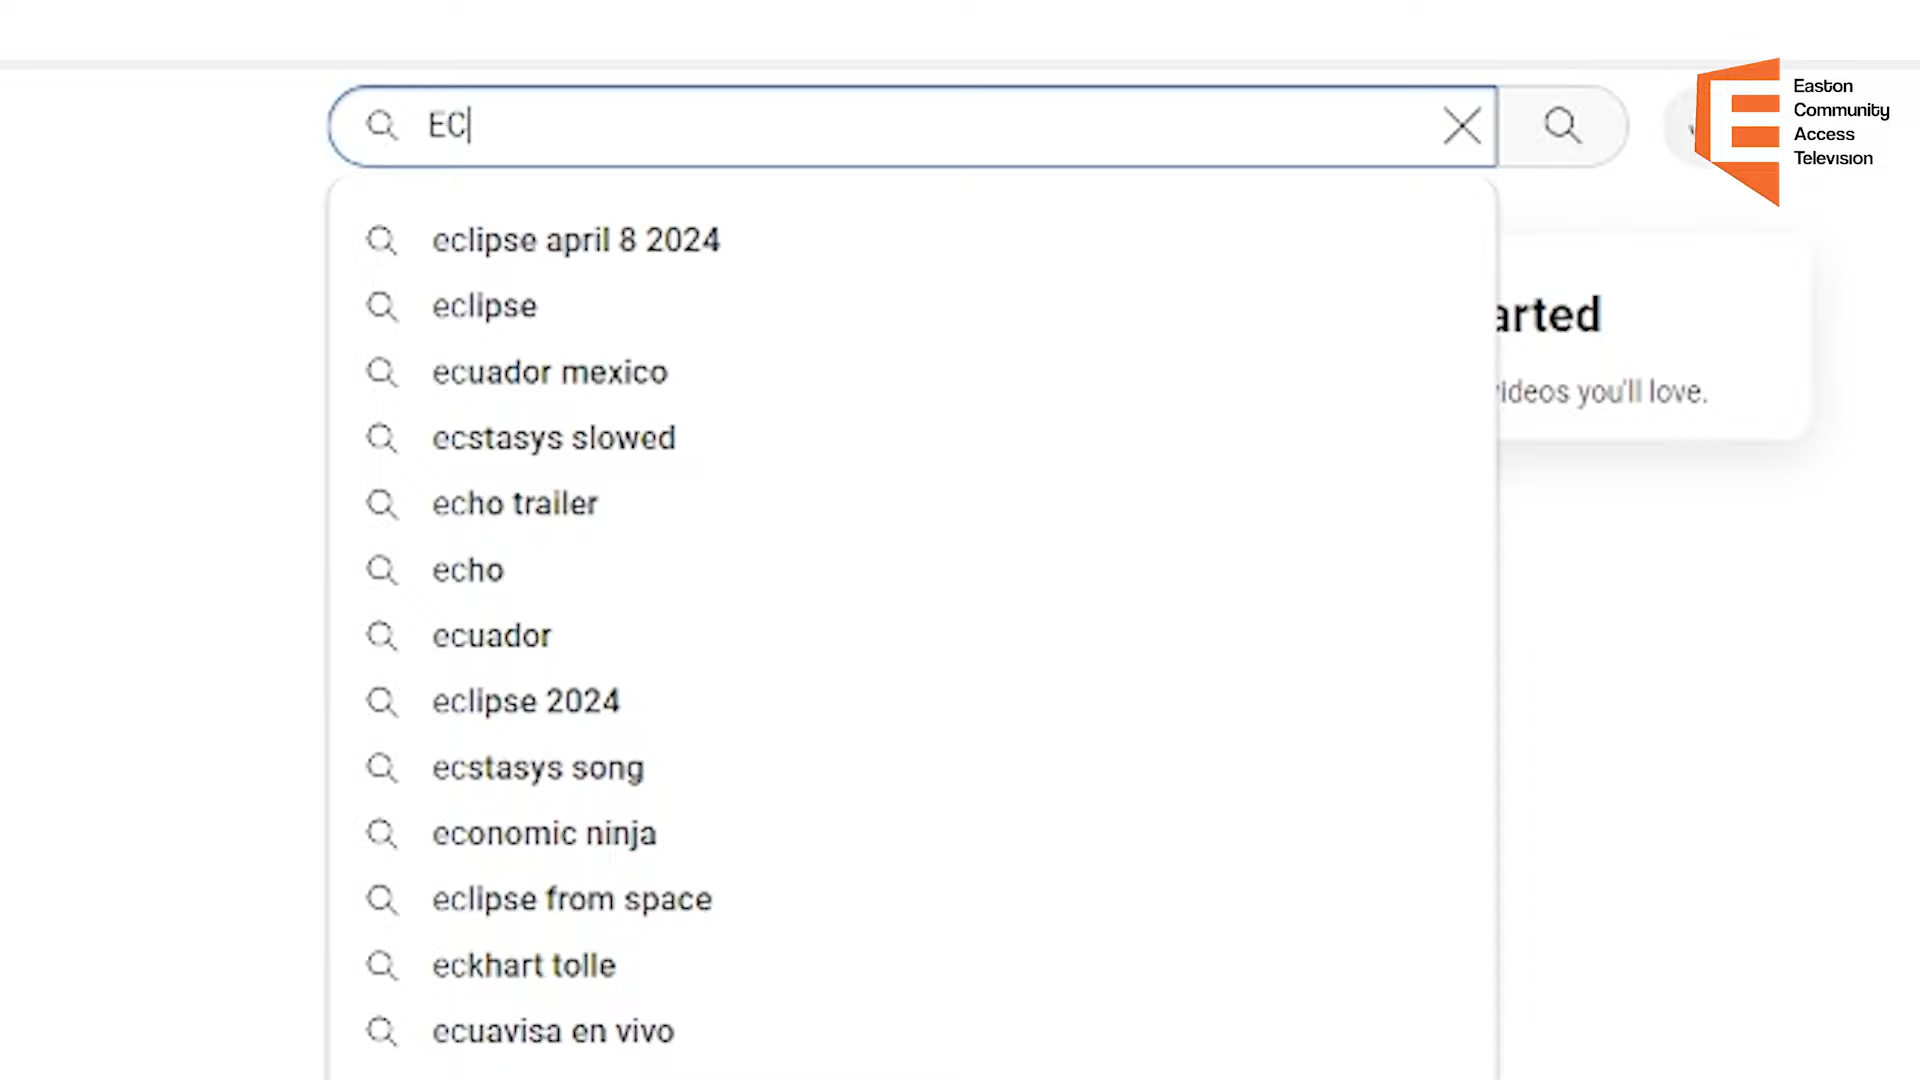 EC
Easton
Community
Access
Television
eclipse april 8 2024
eclipse
arted
ecuador mexico
videos you'll love.
ecstasys slowed
echo trailer
echo
ecuador
eclipse 2024
ecstasys song
economic ninja
eclipse from space
eckhart tolle
ecuavisa en vivo